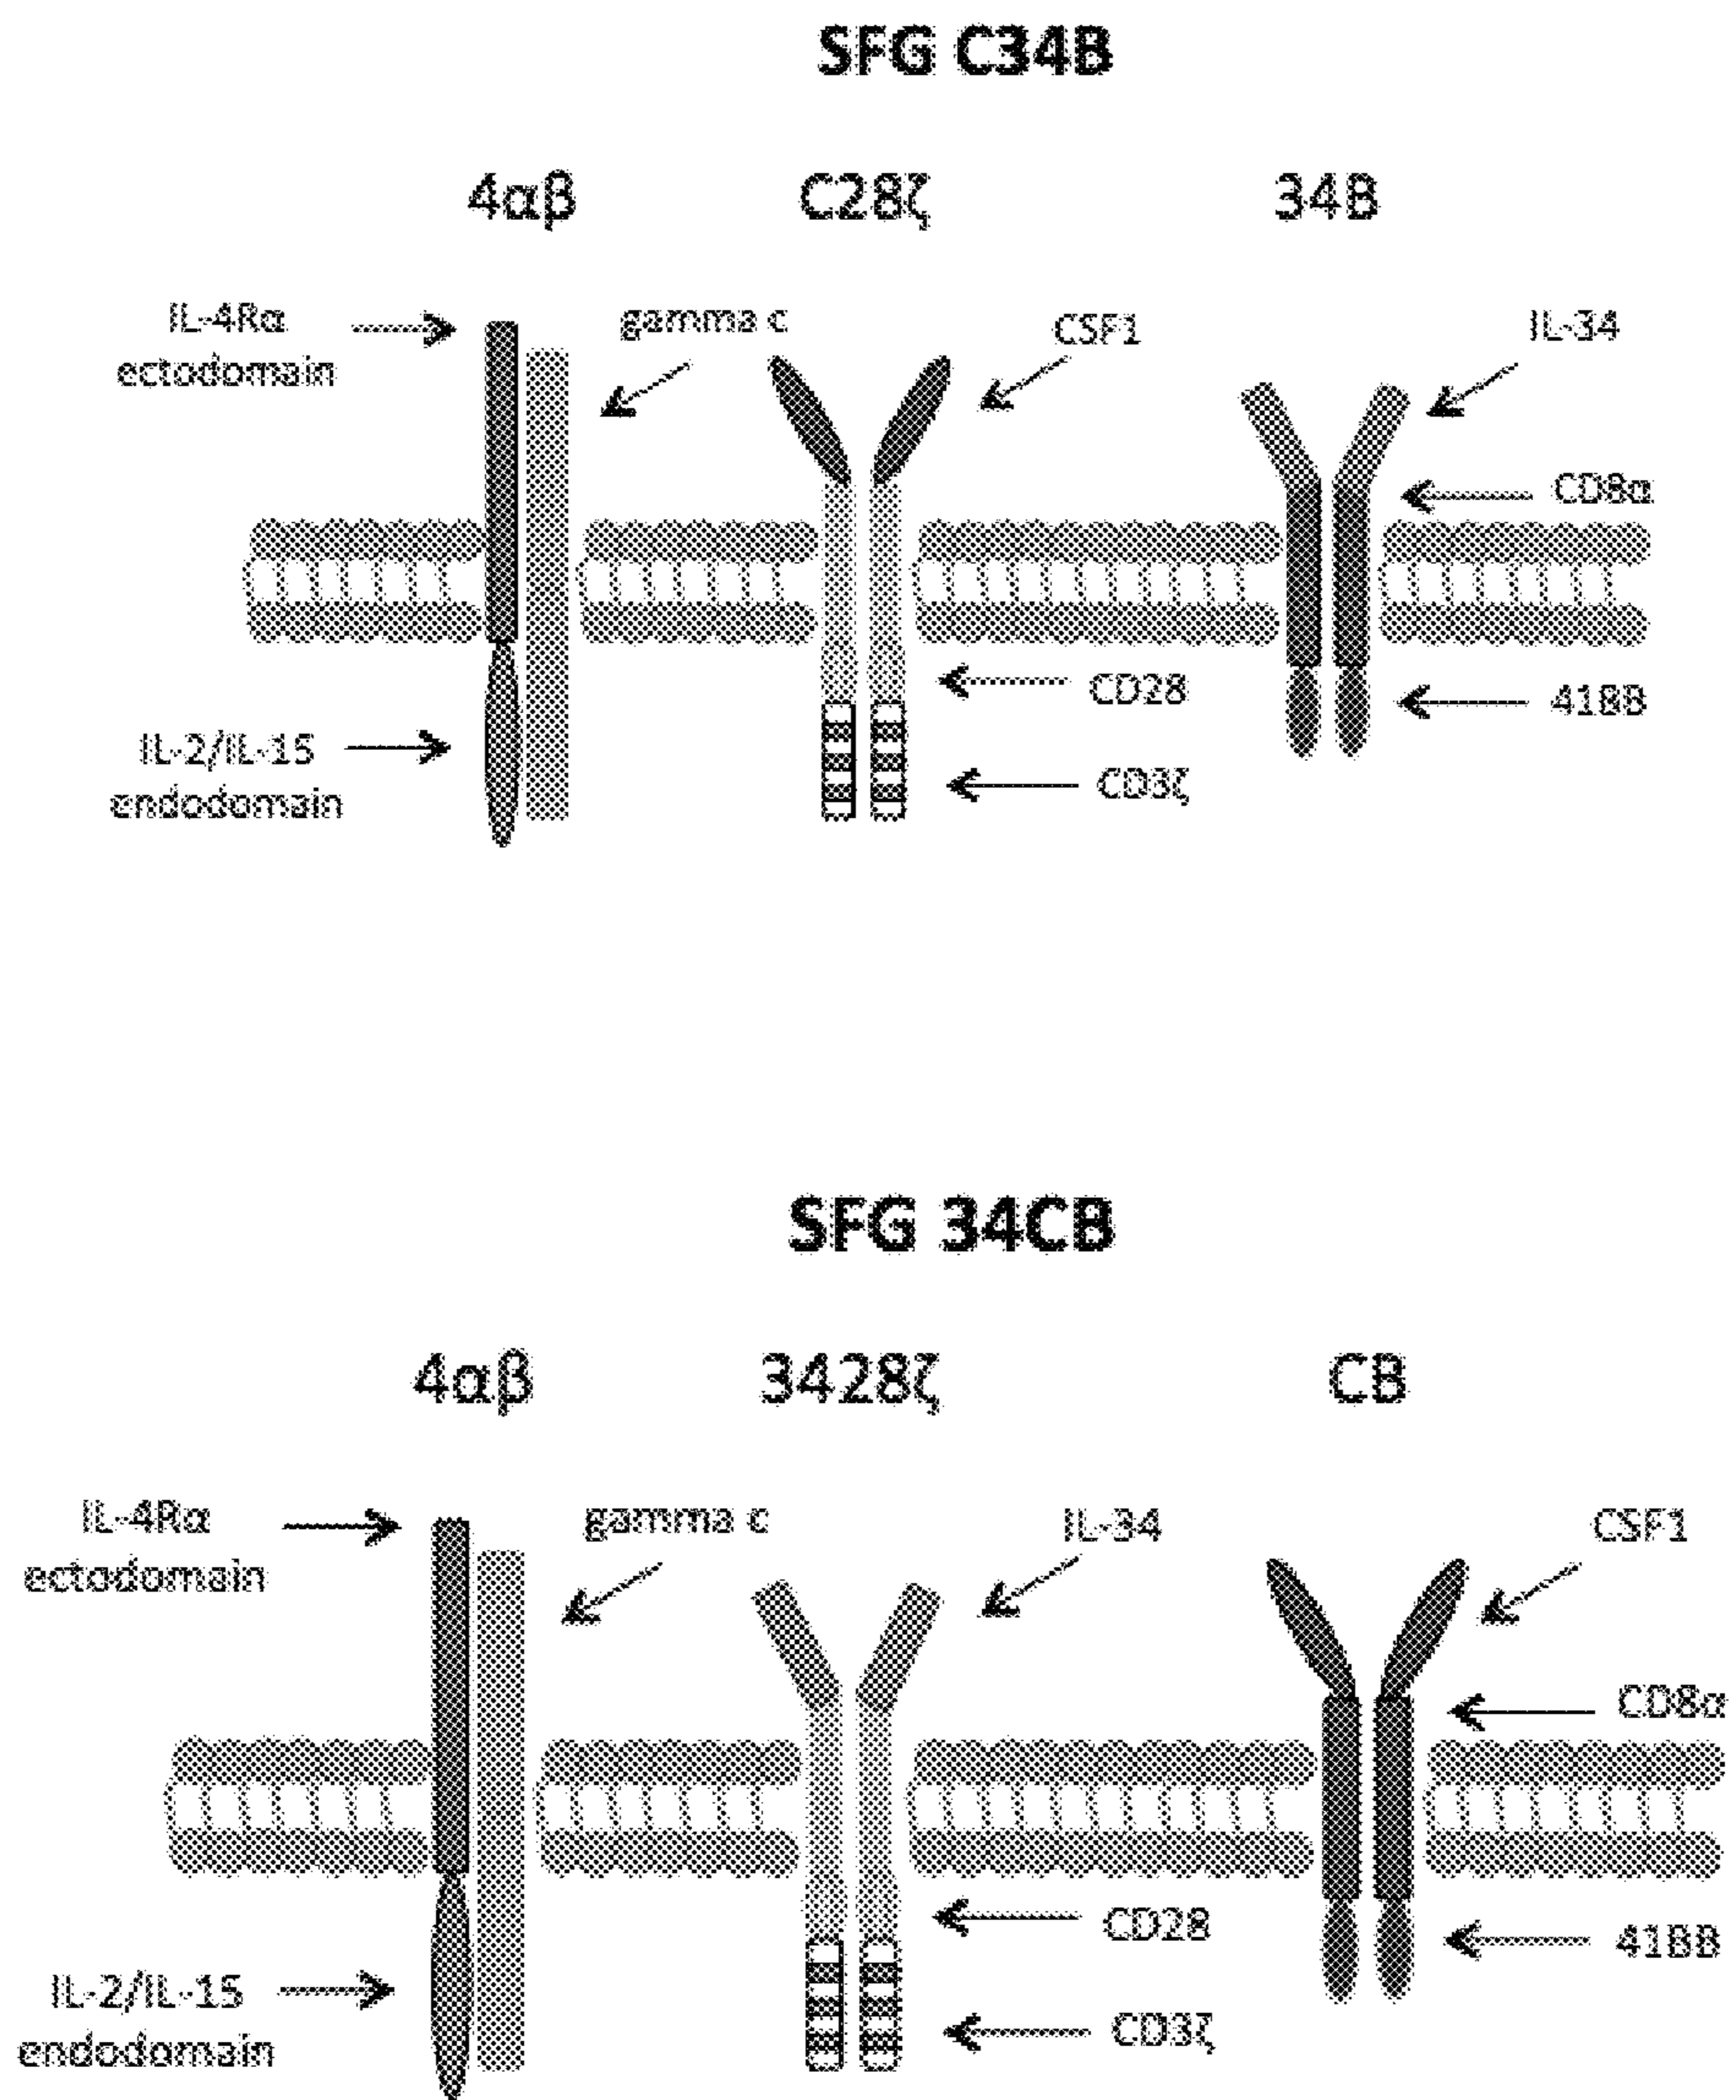 SFG C34B
4αβ C28ζ 34B
IL-4Rα
ectodomain
gamma c
CSF1
IL-34
CD8α
CD28
41BB
IL-2/IL-15
endodomain
CD3ζ
SFG 34CB
4αβ 3428ζ CB
IL-4Rα
ectodomain
gamma c
IL-34
CSF1
CD8α
CD28
41BB
IL-2/IL-15
endodomain
CD3ζ